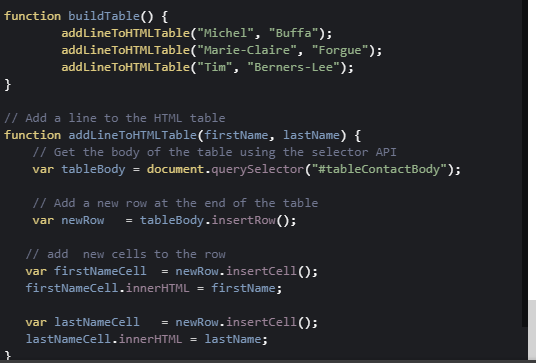 function buildTable() {
        addLineToHTMLTable("Michel", "Buffa");
        addLineToHTMLTable("Marie-Claire", "Forgue");
        addLineToHTMLTable("Tim", "Berners-Lee");
}
// Add a line to the HTML table
function addLineToHTMLTable(firstName, lastName) {
    // Get the body of the table using the selector API
    var tableBody = document.querySelector("#tableContactBody");
    // Add a new row at the end of the table
    var newRow   = tableBody.insertRow();
   // add  new cells to the row
   var firstNameCell  = newRow.insertCell();
   firstNameCell.innerHTML = firstName;
   var lastNameCell   = newRow.insertCell();
   lastNameCell.innerHTML = lastName;
}